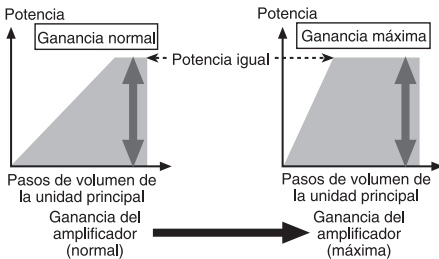 Potencia
Ganancia normal
Potencia igual
Pasos de volumen de
la unidad principal
Ganancia del
amplificador
(normal)
Potencia
Ganancia máxima
Pasos de volumen de
la unidad principal
Ganancia del
amplificador
(máxima)